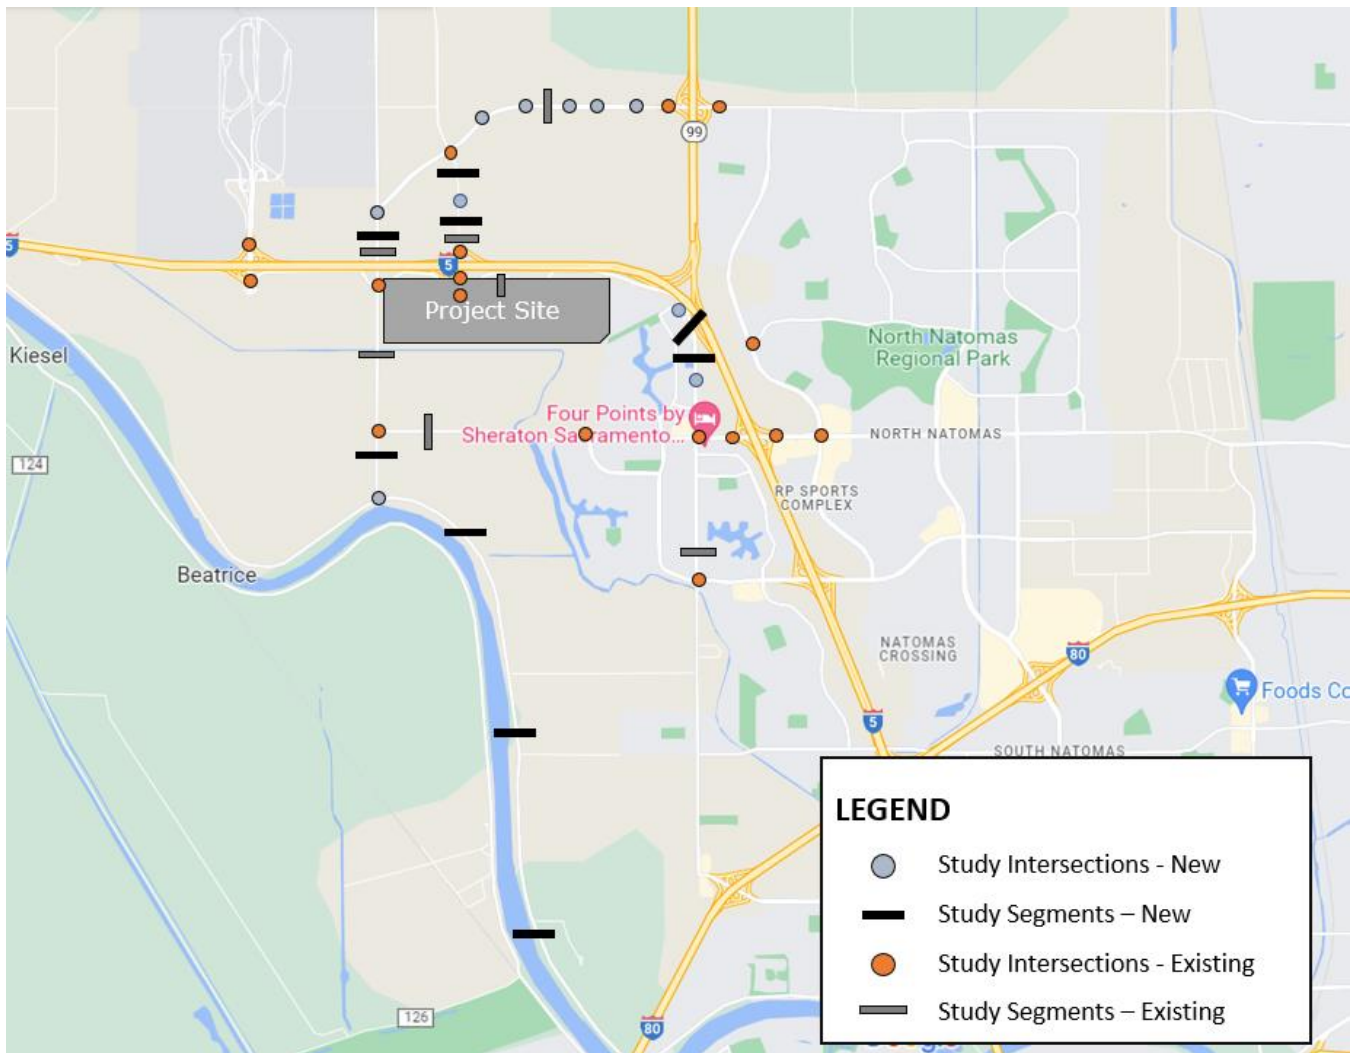 99
5
5
Project Site
Kiesel
North Natomas
Regional Park
Four Points by
Sheraton Sacramento...
NORTH NATOMAS
124
RP SPORTS
COMPLEX
Beatrice
NATOMAS
CROSSING
80
Foods Co
5
SOUTH NATOMAS
LEGEND
Study Intersections - New
Study Segments – New
Study Intersections - Existing
Study Segments – Existing
126
80